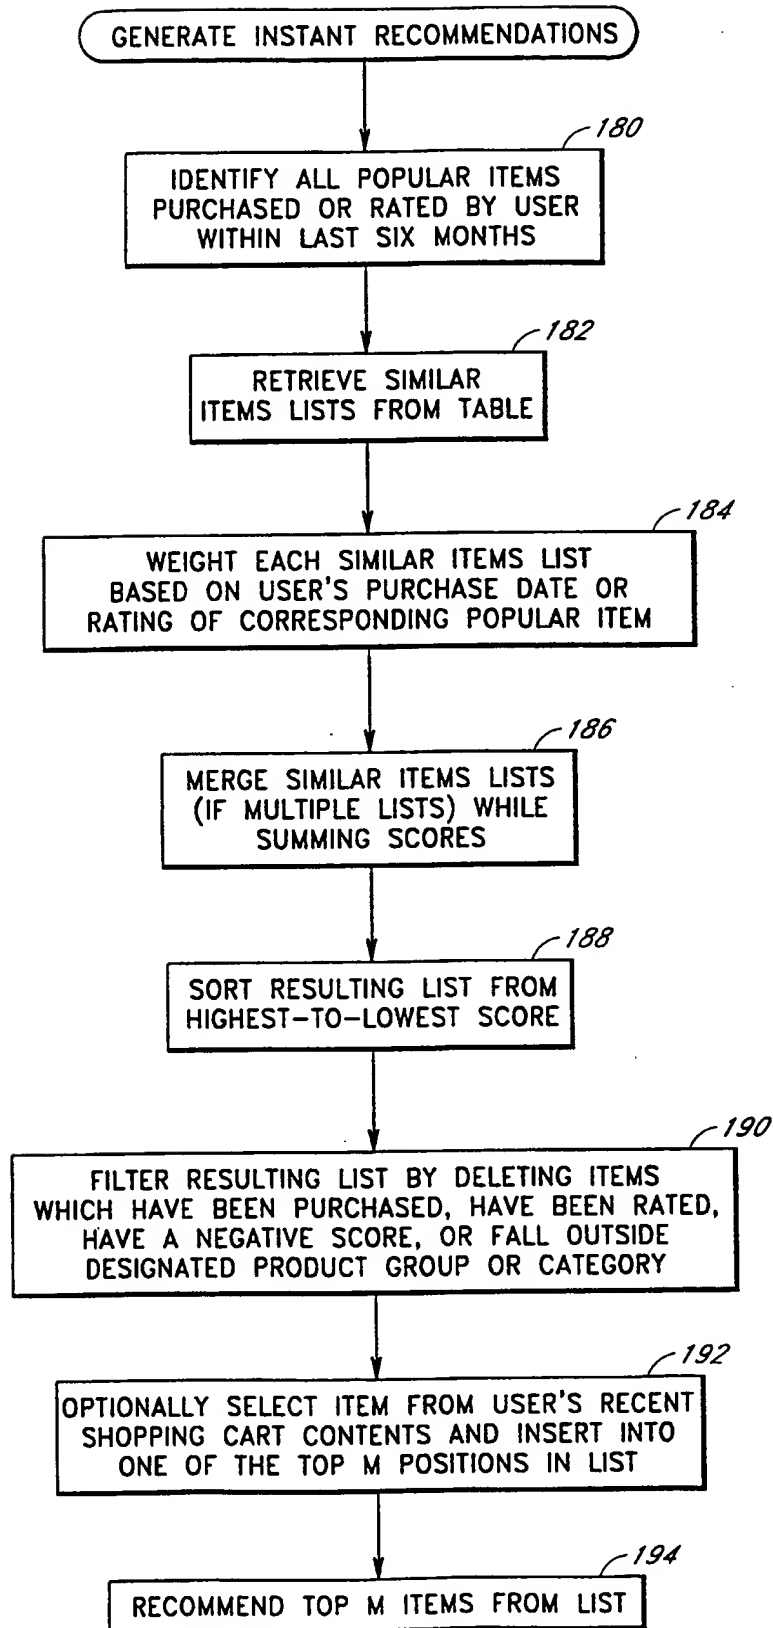 GENERATE INSTANT RECOMMENDATIONS
180
IDENTIFY ALL POPULAR ITEMS
PURCHASED OR RATED BY USER
WITHIN LAST SIX MONTHS
182
RETRIEVE SIMILAR
ITEMS LISTS FROM TABLE
184
WEIGHT EACH SIMILAR ITEMS LIST
BASED ON USER'S PURCHASE DATE OR
RATING OF CORRESPONDING POPULAR ITEM
186
MERGE SIMILAR ITEMS LISTS
(IF MULTIPLE LISTS) WHILE
SUMMING SCORES
188
SORT RESULTING LIST FROM
HIGHEST-TO-LOWEST SCORE
190
FILTER RESULTING LIST BY DELETING ITEMS
WHICH HAVE BEEN PURCHASED, HAVE BEEN RATED,
HAVE A NEGATIVE SCORE, OR FALL OUTSIDE
DESIGNATED PRODUCT GROUP OR CATEGORY
192
OPTIONALLY SELECT ITEM FROM USER'S RECENT
SHOPPING CART CONTENTS AND INSERT INTO
ONE OF THE TOP M POSITIONS IN LIST
194
RECOMMEND TOP M ITEMS FROM LIST